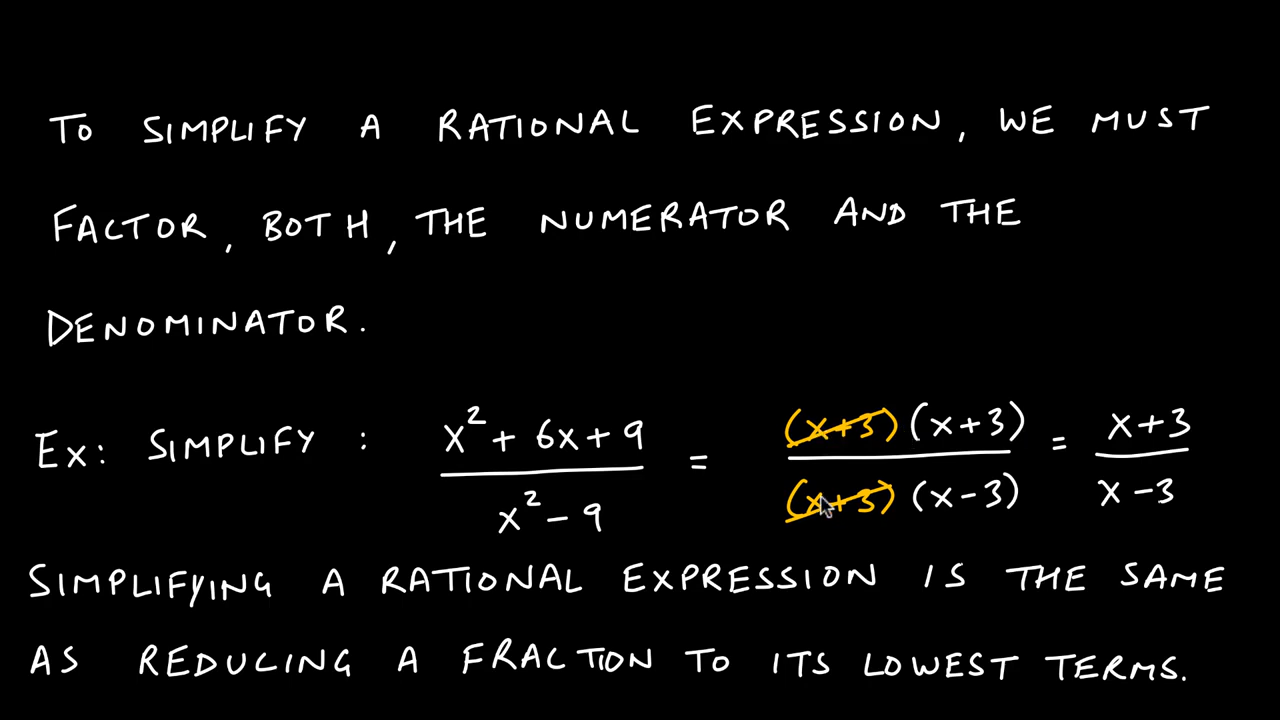 TO SIMPLIFY A RATIONAL EXPRESSION, WE MUST
FACTOR, BOTH, THE NUMERATOR AND THE
DENOMINATOR.
Ex: SIMPLIFY : x² + 6x + 9 / x² - 9 = (x+3)(x+3) / (x+3)(x-3) = x+3 / x-3
SIMPLIFYING A RATIONAL EXPRESSION IS THE SAME
AS REDUCING A FRACTION TO ITS LOWEST TERMS.